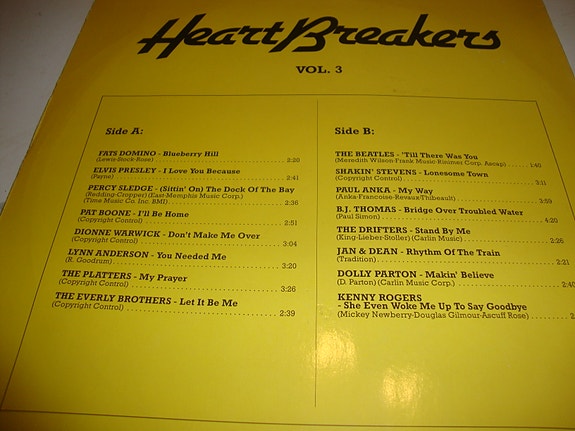 Heart Breakers
VOL. 3
Side A:
FATS DOMINO - Blueberry Hill
(Lewis-Stock-Rose) 2:20
ELVIS PRESLEY - I Love You Because
(Payne) 2:41
PERCY SLEDGE - (Sittin' On) The Dock Of The Bay
(Redding-Cropper) (East-Memphis Music Corp.)
(Time Music Co. Inc. BMI) 2:36
PAT BOONE - I'll Be Home
(Copyright Control) 2:51
DIONNE WARWICK - Don't Make Me Over
(Copyright Control) 3:04
LYNN ANDERSON - You Needed Me
(R. Goodrum) 3:20
THE PLATTERS - My Prayer
(Copyright Control) 3:26
THE EVERLY BROTHERS - Let It Be Me
(Copyright Control) 2:39
Side B:
THE BEATLES - 'Till There Was You
(Meredith Wilson-Frank Music-Rinimer Corp. Ascap) 1:40
SHAKIN' STEVENS - Lonesome Town
(Copyright Control) 3:11
PAUL ANKA - My Way
(Anka-Francoise-Revaux/Thibeault) 3:59
B.J. THOMAS - Bridge Over Troubled Water
(Paul Simon) 4:25
THE DRIFTERS - Stand By Me
(King-Lieber-Stoller) (Carlin Music) 2:26
JAN & DEAN - Rhythm Of The Train
(Tradition) 2:21
DOLLY PARTON - Makin' Believe
(D. Parton) (Carlin Music Corp.) 2:40
KENNY ROGERS
- She Even Woke Me Up To Say Goodbye
(Mickey Newberry-Douglas Gilmour-Ascuff Rose)